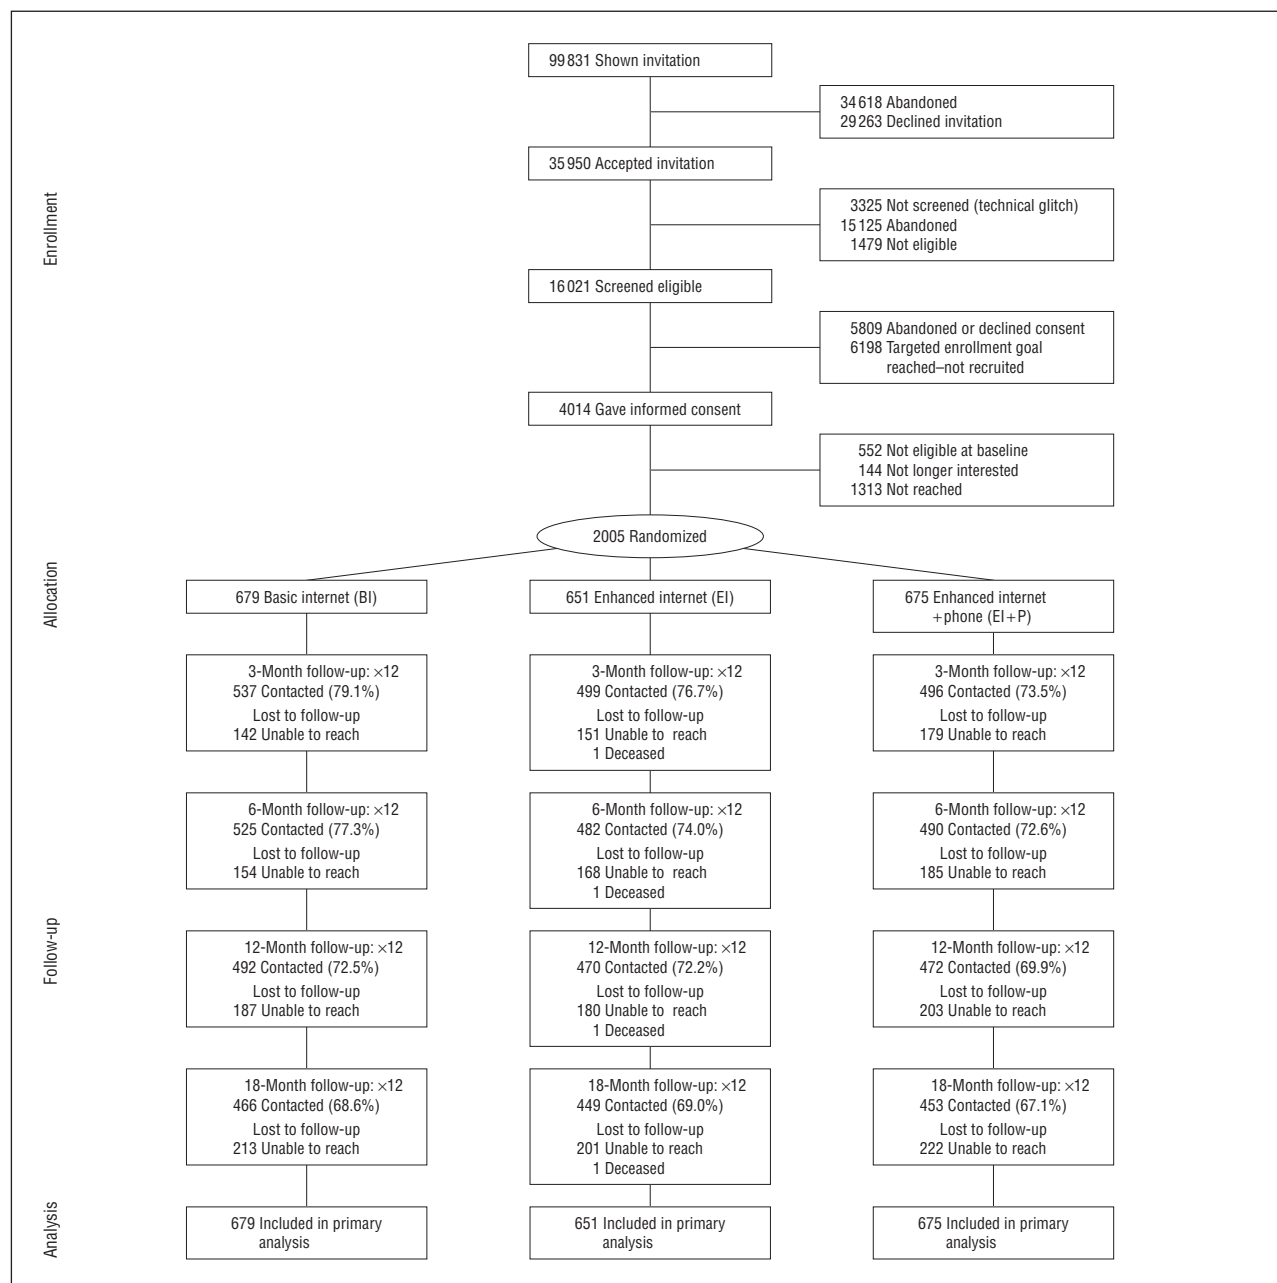 99 831 Shown invitation
34 618 Abandoned
29 263 Declined invitation
35 950 Accepted invitation
3325 Not screened (technical glitch)
15 125 Abandoned
1479 Not eligible
16 021 Screened eligible
5809 Abandoned or declined consent
6198 Targeted enrollment goal
reached–not recruited
4014 Gave informed consent
552 Not eligible at baseline
144 Not longer interested
1313 Not reached
Enrollment
2005 Randomized
Allocation
679 Basic internet (BI)
651 Enhanced internet (EI)
675 Enhanced internet
+phone (EI+P)
3-Month follow-up: ×12
537 Contacted (79.1%)
Lost to follow-up
142 Unable to reach
3-Month follow-up: ×12
499 Contacted (76.7%)
Lost to follow-up
151 Unable to reach
1 Deceased
3-Month follow-up: ×12
496 Contacted (73.5%)
Lost to follow-up
179 Unable to reach
6-Month follow-up: ×12
525 Contacted (77.3%)
Lost to follow-up
154 Unable to reach
6-Month follow-up: ×12
482 Contacted (74.0%)
Lost to follow-up
168 Unable to reach
1 Deceased
6-Month follow-up: ×12
490 Contacted (72.6%)
Lost to follow-up
185 Unable to reach
Follow-up
12-Month follow-up: ×12
492 Contacted (72.5%)
Lost to follow-up
187 Unable to reach
12-Month follow-up: ×12
470 Contacted (72.2%)
Lost to follow-up
180 Unable to reach
1 Deceased
12-Month follow-up: ×12
472 Contacted (69.9%)
Lost to follow-up
203 Unable to reach
18-Month follow-up: ×12
466 Contacted (68.6%)
Lost to follow-up
213 Unable to reach
18-Month follow-up: ×12
449 Contacted (69.0%)
Lost to follow-up
201 Unable to reach
1 Deceased
18-Month follow-up: ×12
453 Contacted (67.1%)
Lost to follow-up
222 Unable to reach
Analysis
679 Included in primary
analysis
651 Included in primary
analysis
675 Included in primary
analysis